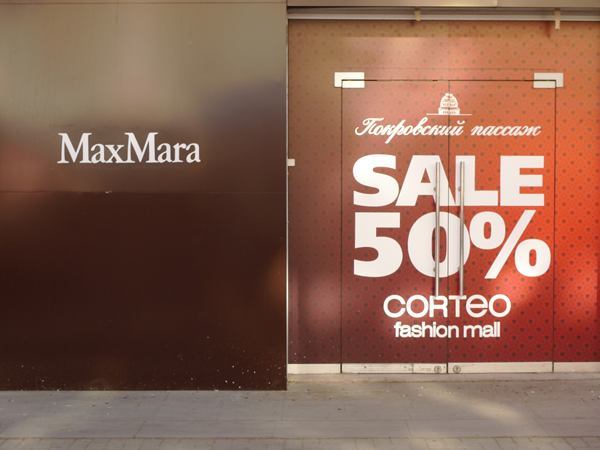 MaxMara
Покровский пассаж
SALE
50%
CORTEO
fashion mall